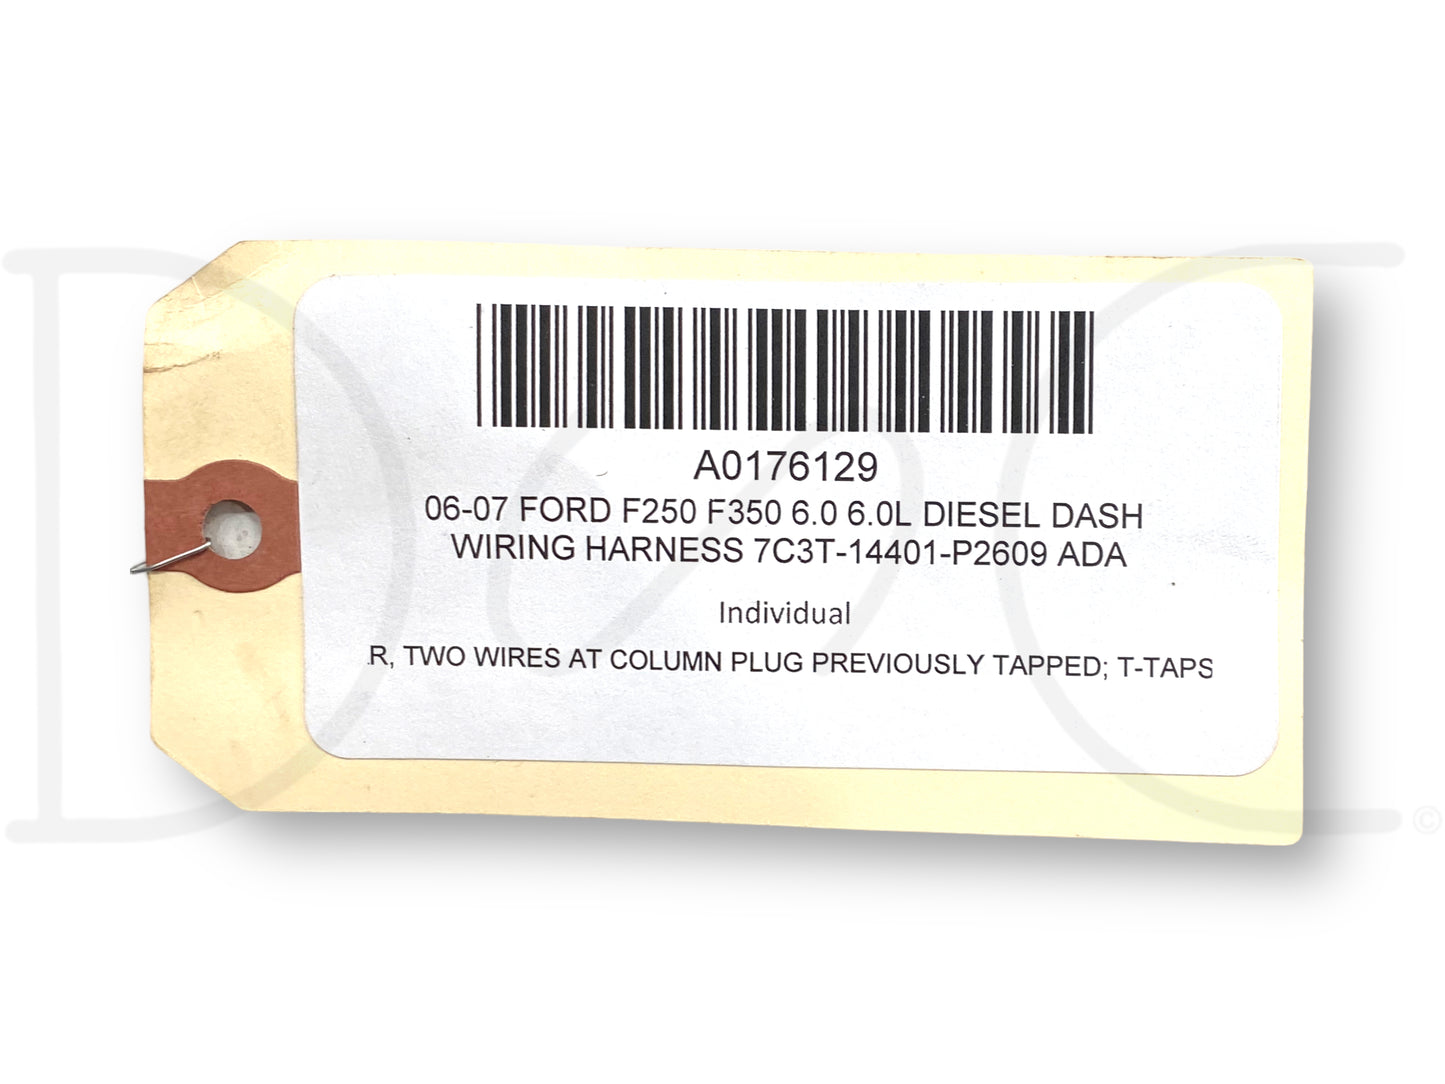 A0176129
06-07 FORD F250 F350 6.0 6.0L DIESEL DASH
WIRING HARNESS 7C3T-14401-P2609 ADA
Individual
R, TWO WIRES AT COLUMN PLUG PREVIOUSLY TAPPED; T-TAPS
©